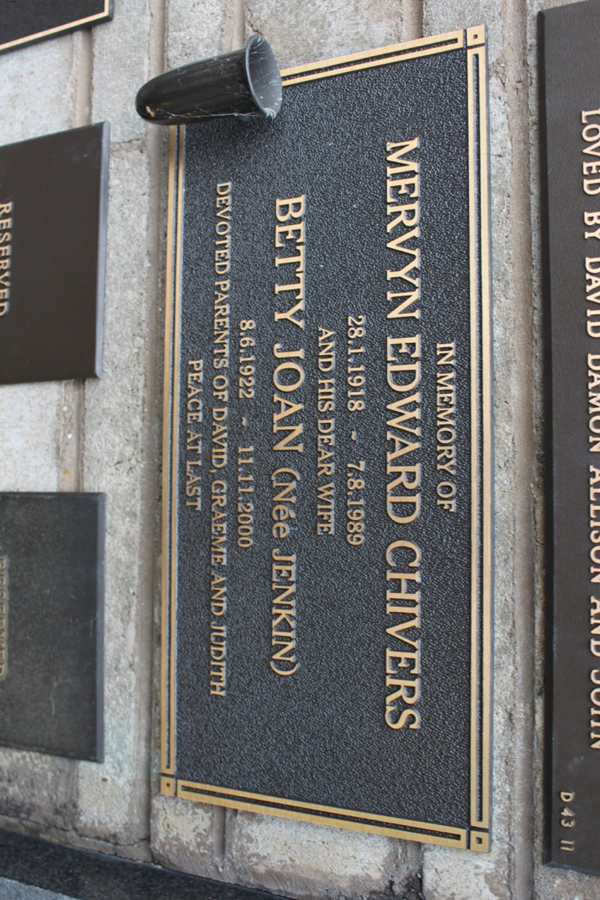 LOVED BY DAVID DAMON ALLISON AND JOHN
D 43 11
IN MEMORY OF
MERVYN EDWARD CHIVERS
28.1.1918 - 7.8.1989
AND HIS DEAR WIFE
BETTY JOAN (Née JENKIN)
8.6.1922 - 11.11.2000
DEVOTED PARENTS OF DAVID, GRAEME AND JUDITH
PEACE AT LAST
RESERVED